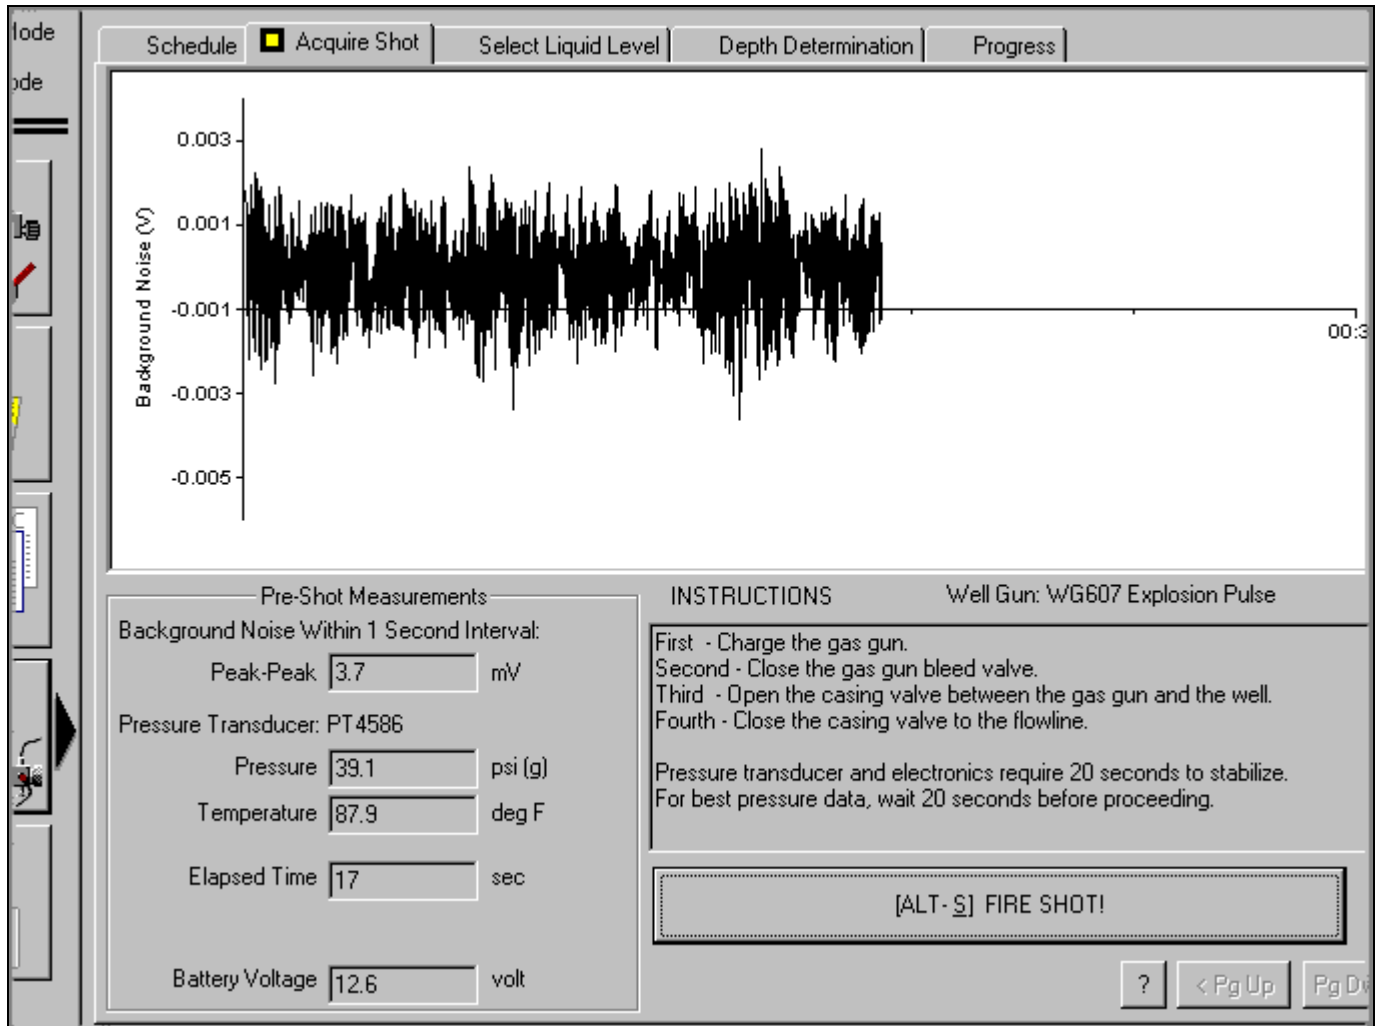 Mode
ode
Schedule
Acquire Shot
Select Liquid Level
Depth Determination
Progress
Background Noise (V)
0.003
0.001
-0.001
-0.003
-0.005
00:3
Pre-Shot Measurements
Background Noise Within 1 Second Interval:
Peak-Peak 3.7 mV
Pressure Transducer: PT4586
Pressure 39.1 psi (g)
Temperature 87.9 deg F
Elapsed Time 17 sec
Battery Voltage 12.6 volt
INSTRUCTIONS
Well Gun: WG607 Explosion Pulse
First - Charge the gas gun.
Second - Close the gas gun bleed valve.
Third - Open the casing valve between the gas gun and the well.
Fourth - Close the casing valve to the flowline.
Pressure transducer and electronics require 20 seconds to stabilize.
For best pressure data, wait 20 seconds before proceeding.
[ALT- S] FIRE SHOT!
?
< Pg Up
Pg D